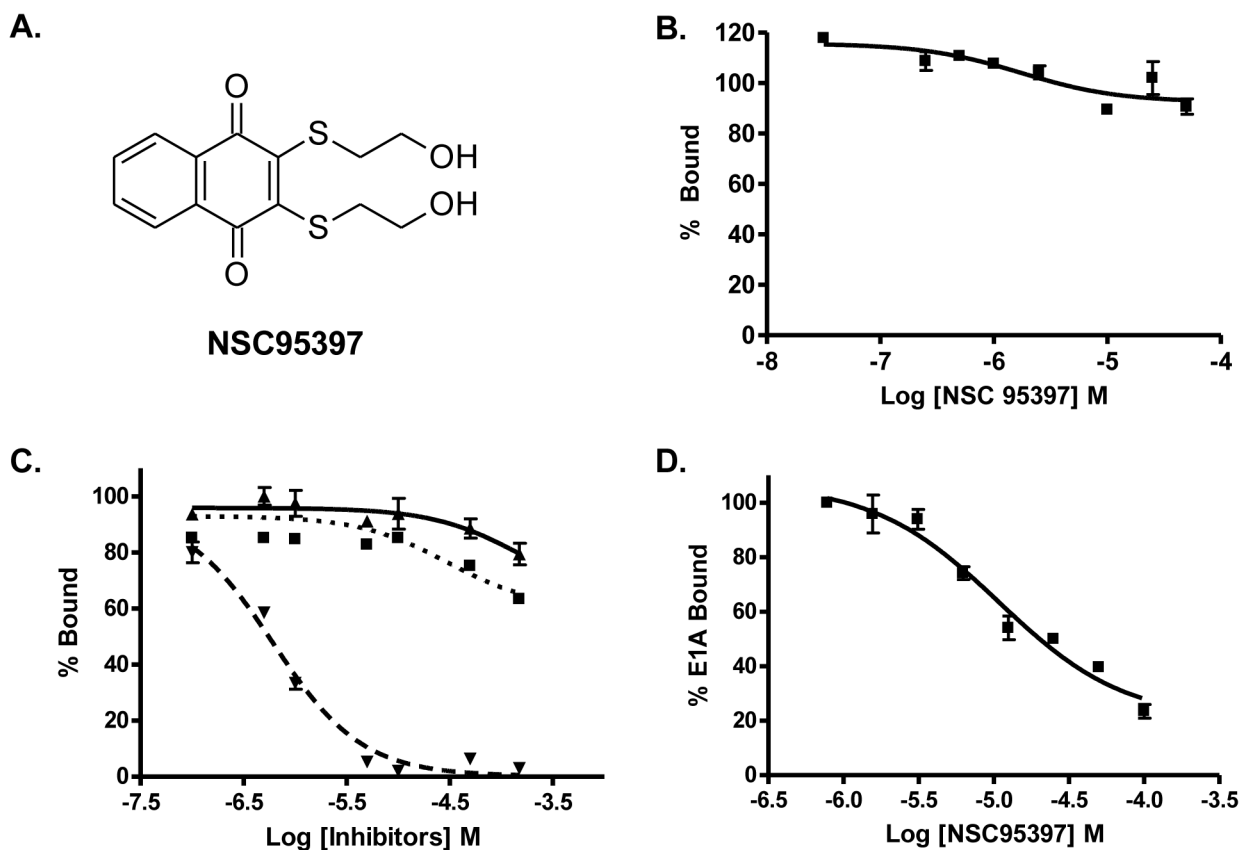 A.
O
S
OH
OH
S
O
NSC95397
B.
120
100
80
60
40
20
0
% Bound
-8 -7 -6 -5 -4
Log [NSC 95397] M
C.
100
80
60
40
20
0
% Bound
-7.5 -6.5 -5.5 -4.5 -3.5
Log [Inhibitors] M
D.
100
80
60
40
20
0
% E1A Bound
-6.5 -6.0 -5.5 -5.0 -4.5 -4.0 -3.5
Log [NSC95397] M